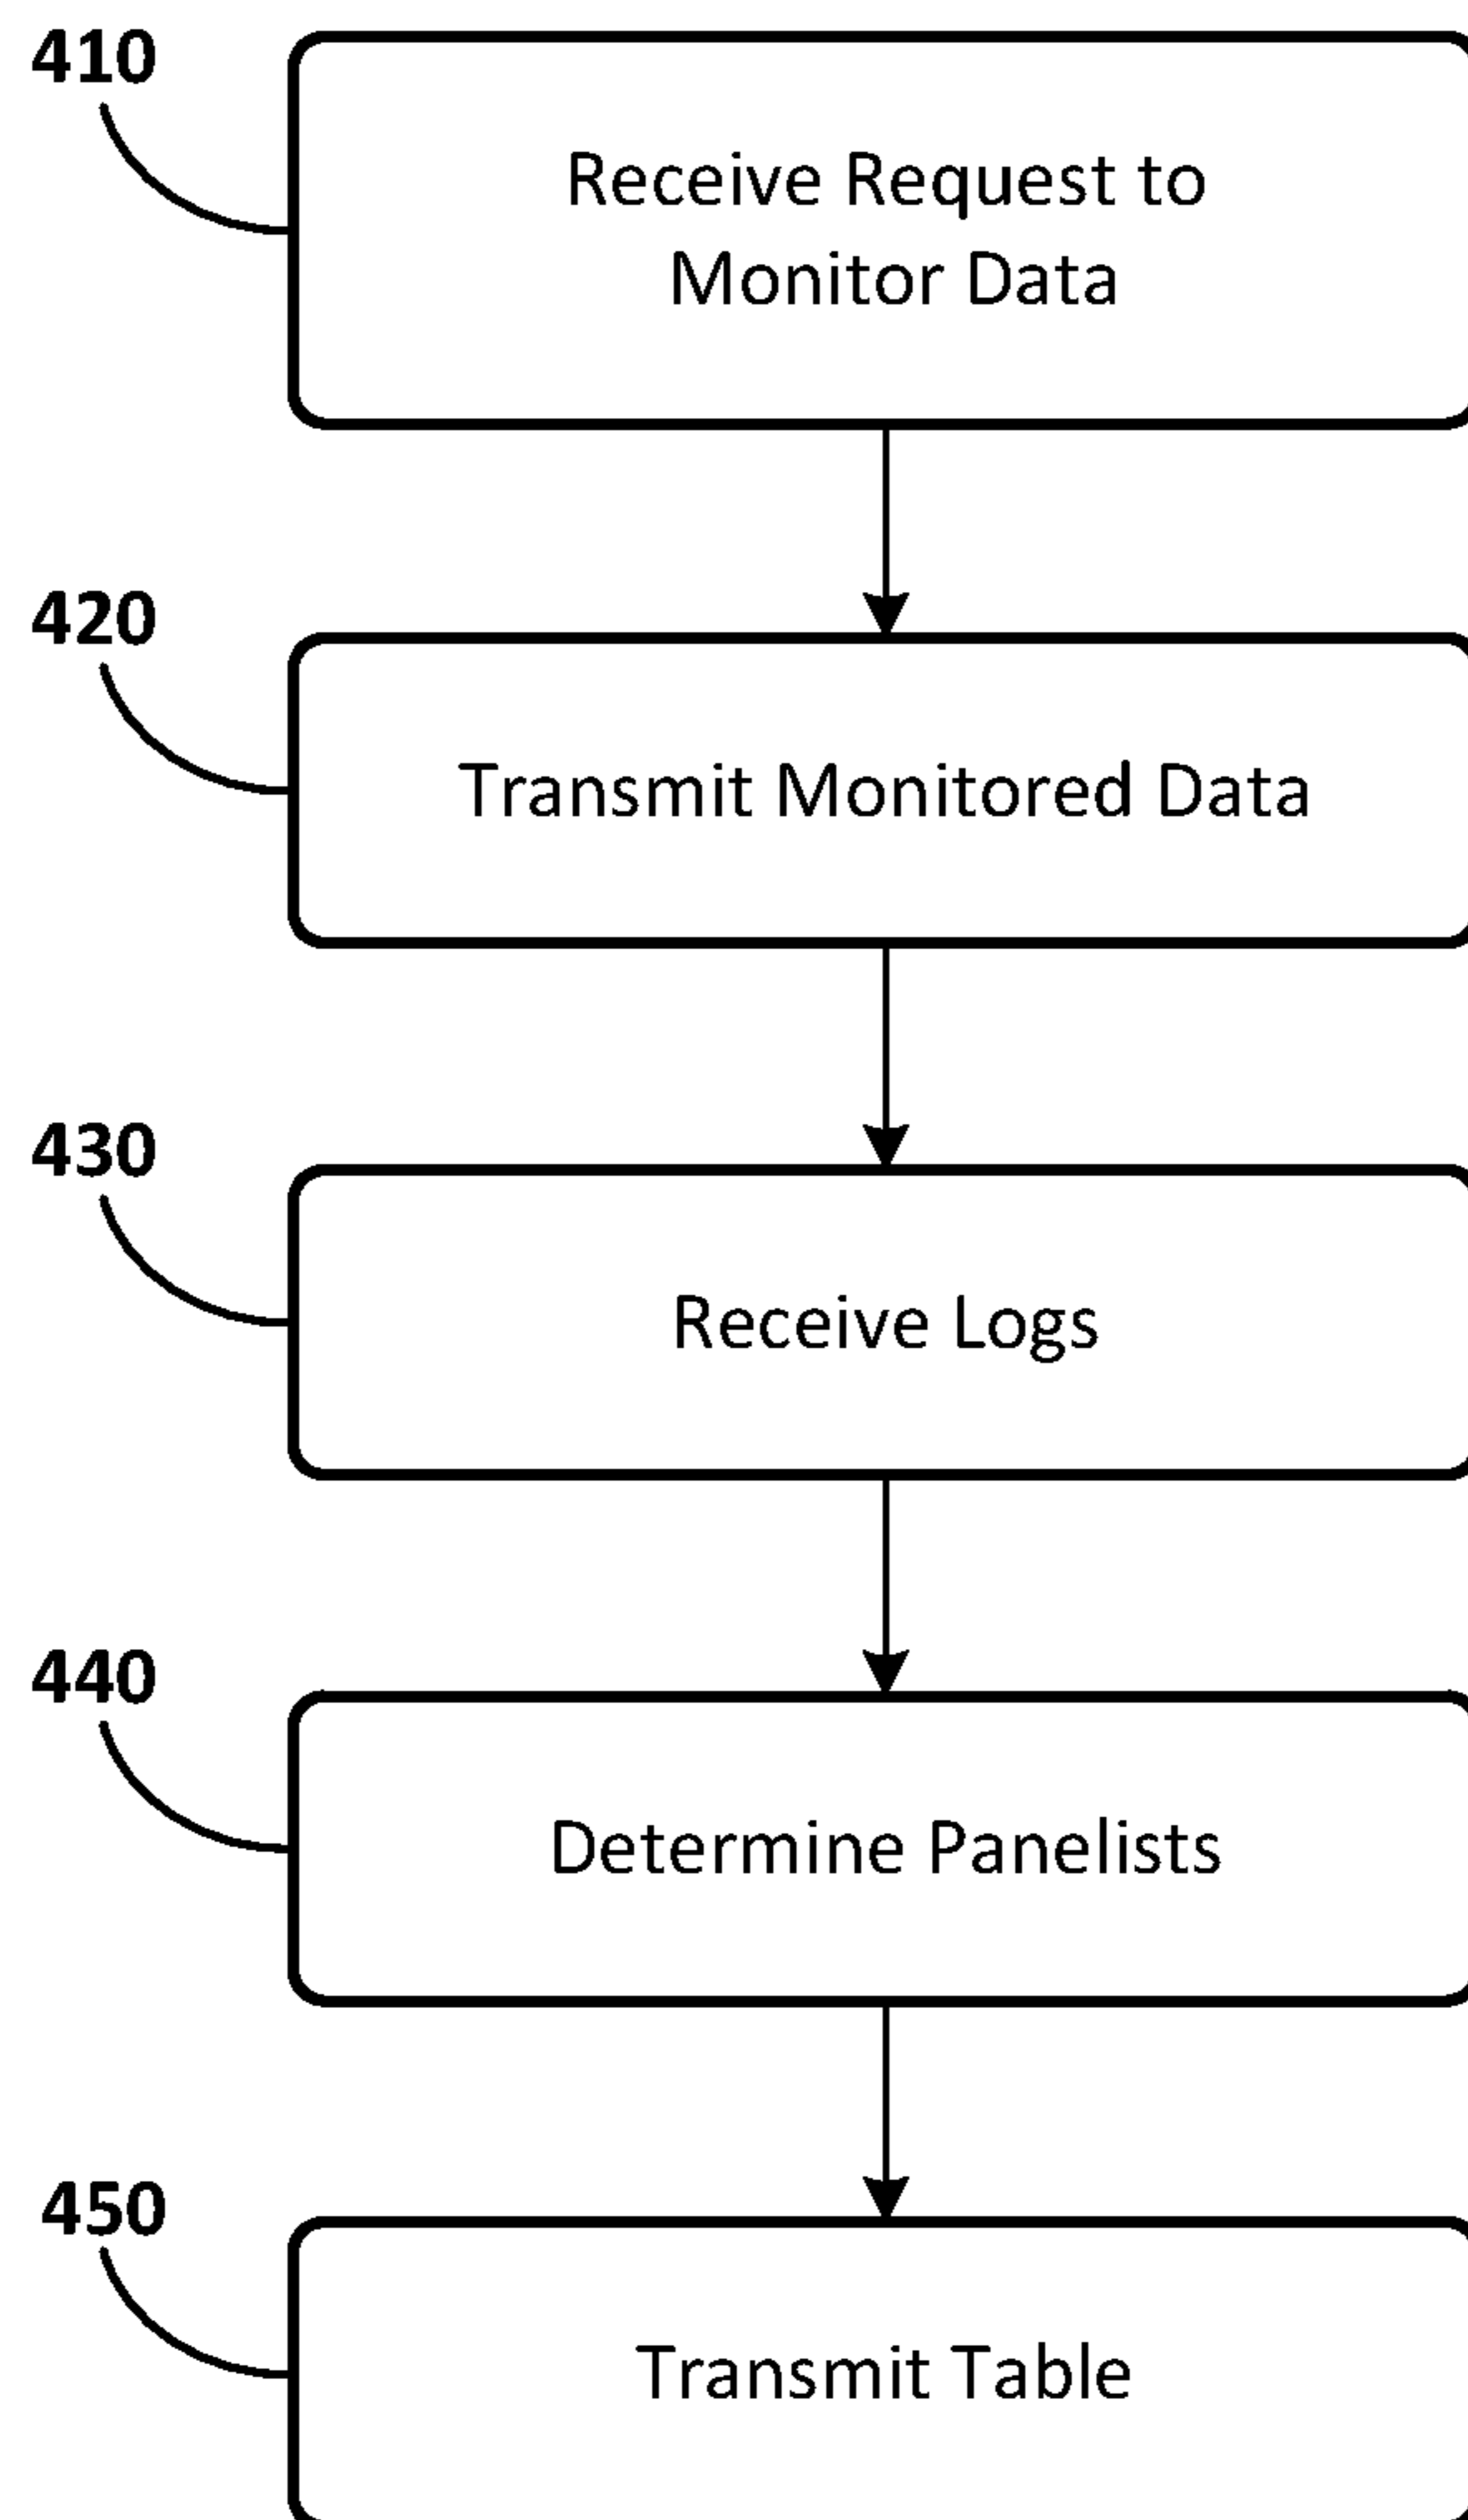 410
Receive Request to
Monitor Data
420
Transmit Monitored Data
430
Receive Logs
440
Determine Panelists
450
Transmit Table